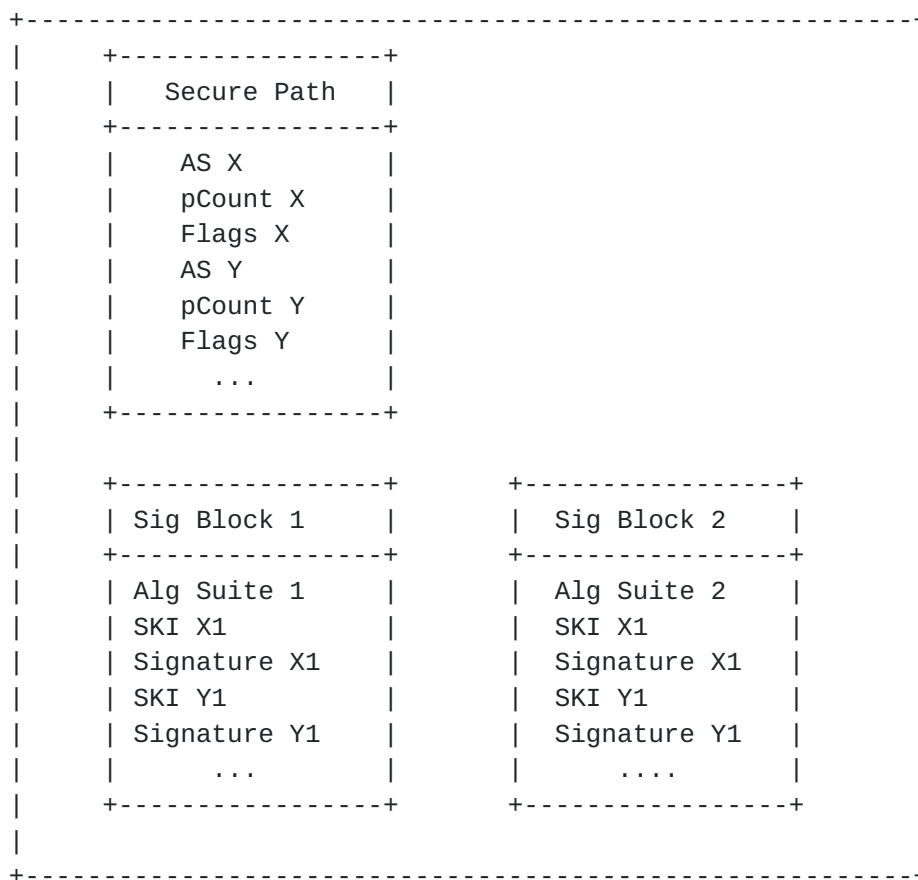 Secure Path
AS X
pCount X
Flags X
AS Y
pCount Y
Flags Y
...
Sig Block 1
Alg Suite 1
SKI X1
Signature X1
SKI Y1
Signature Y1
...
Sig Block 2
Alg Suite 2
SKI X1
Signature X1
SKI Y1
Signature Y1
....